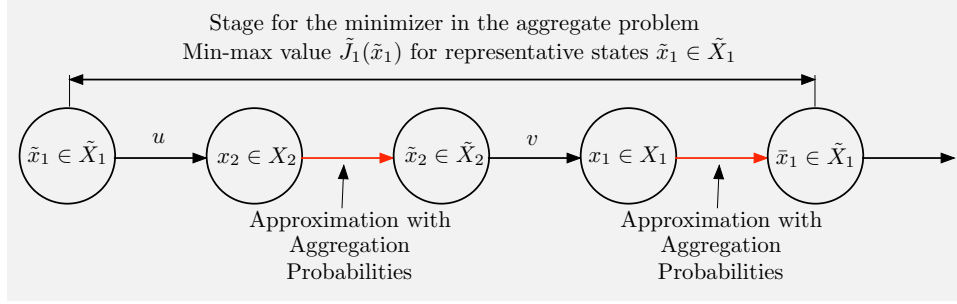 Stage for the minimizer in the aggregate problem
Min-max value J̃₁(x̃₁) for representative states x̃₁ ∈ X̃₁
x̃₁ ∈ X̃₁
u
x₂ ∈ X₂
x̃₂ ∈ X̃₂
v
x₁ ∈ X₁
x̄₁ ∈ X̃₁
Approximation with
Aggregation
Probabilities
Approximation with
Aggregation
Probabilities